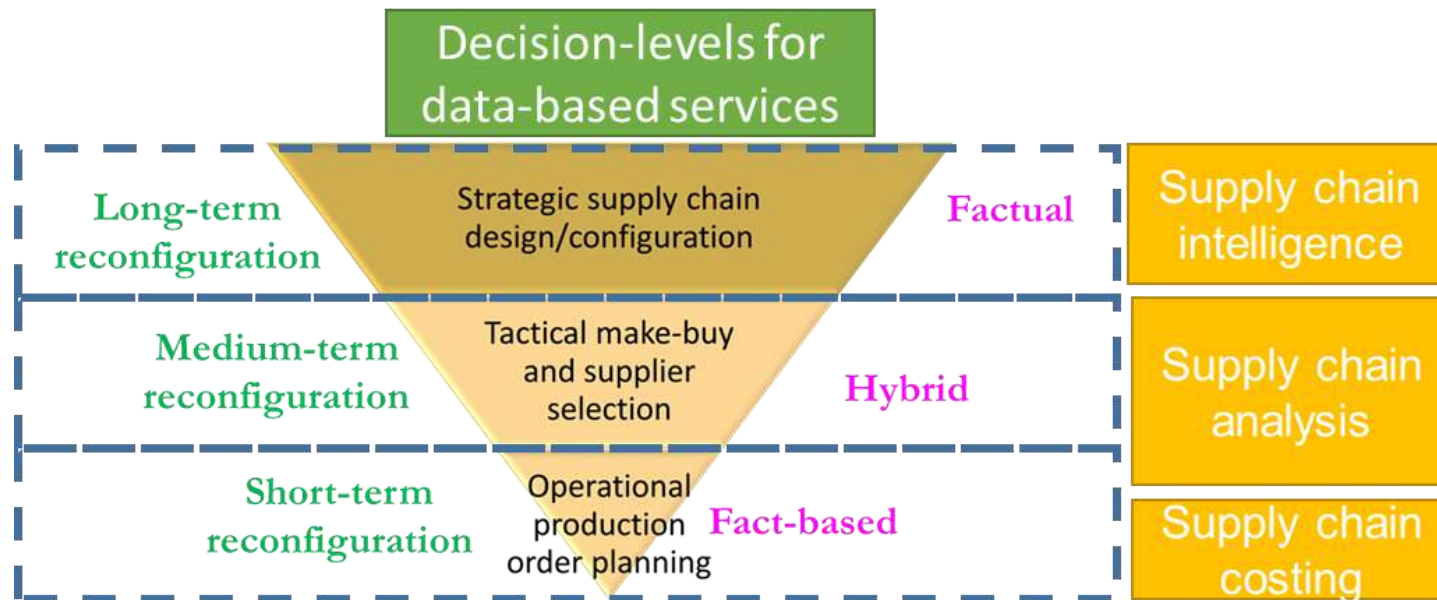 Decision-levels for
data-based services
Long-term
reconfiguration
Strategic supply chain
design/configuration
Factual
Supply chain
intelligence
Medium-term
reconfiguration
Tactical make-buy
and supplier
selection
Hybrid
Supply chain
analysis
Short-term
reconfiguration
Operational
production
order planning
Fact-based
Supply chain
costing